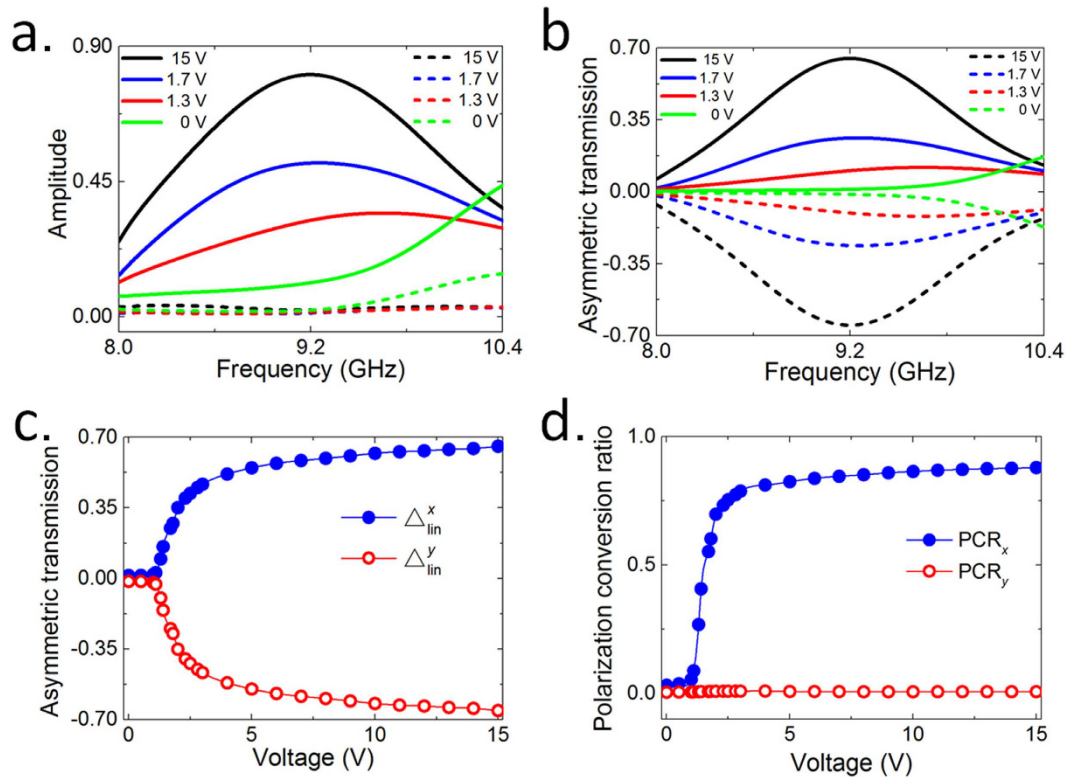 a.
Amplitude
0.90
0.45
0.00
15 V
1.7 V
1.3 V
0 V
15 V
1.7 V
1.3 V
0 V
8.0 9.2 10.4
Frequency (GHz)
b.
Asymmetric transmission
0.70
0.35
0.00
-0.35
-0.70
15 V
1.7 V
1.3 V
0 V
15 V
1.7 V
1.3 V
0 V
8.0 9.2 10.4
Frequency (GHz)
c.
Asymmetric transmission
0.70
0.35
0.00
-0.35
-0.70
△ˣ_lin
△ʸ_lin
0 5 10 15
Voltage (V)
d.
Polarization conversion ratio
1.0
0.5
0.0
PCRₓ
PCR_y
0 5 10 15
Voltage (V)